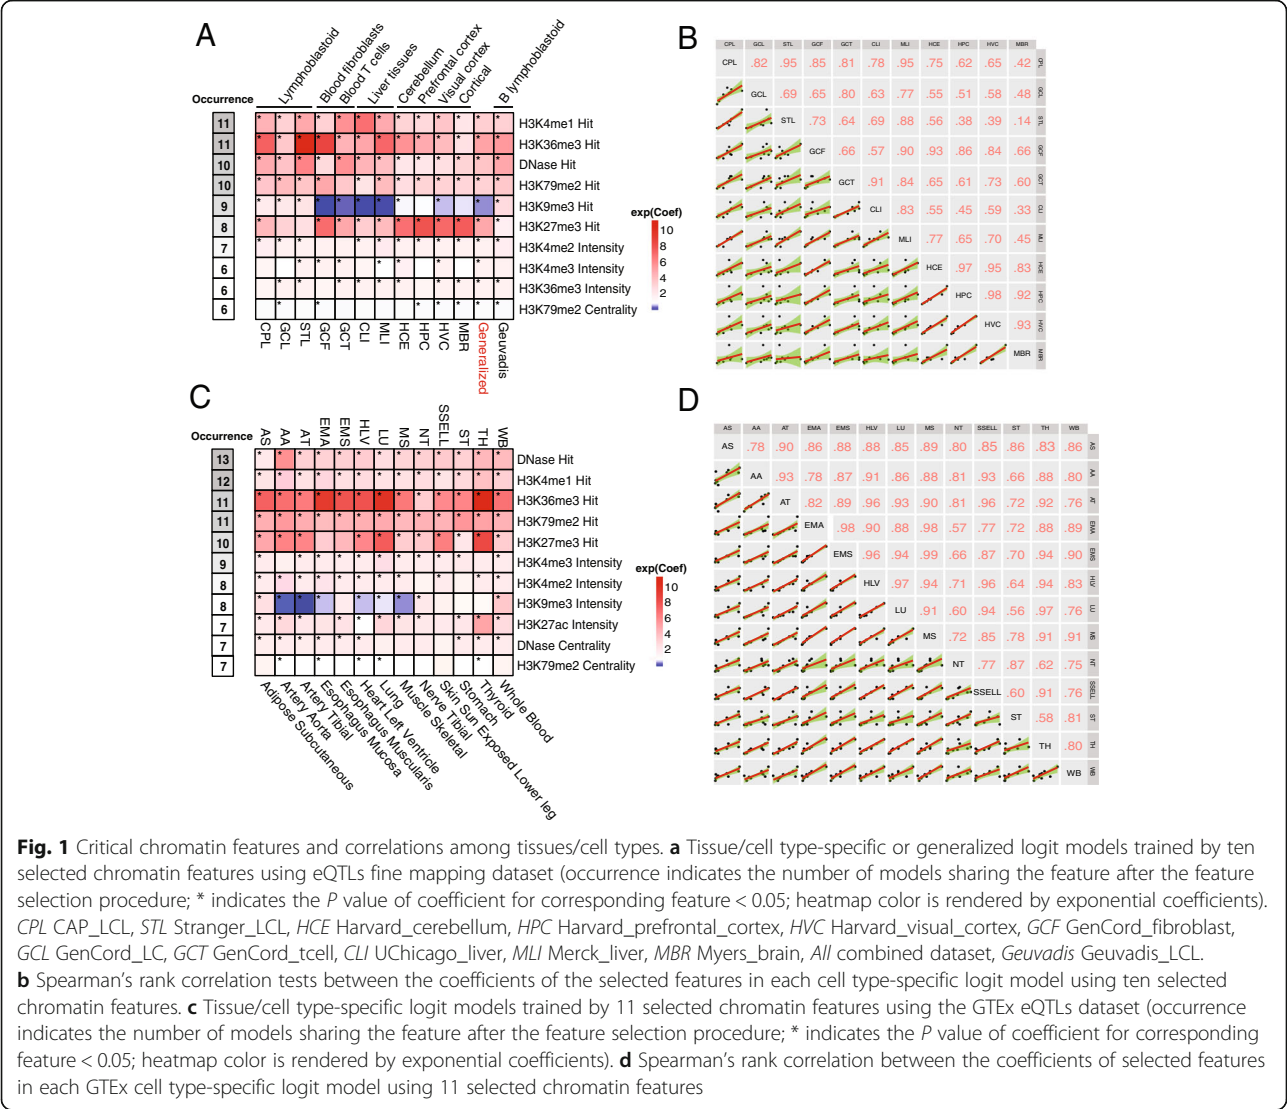 A
Lymphoblastoid
Blood fibroblasts
Blood T cells
Liver tissues
Cerebellum
Prefrontal cortex
Visual cortex
Cortical
B lymphoblastoid
Occurrence
11 H3K4me1 Hit
11 H3K36me3 Hit
10 DNase Hit
10 H3K79me2 Hit
9 H3K9me3 Hit
8 H3K27me3 Hit
7 H3K4me2 Intensity
6 H3K4me3 Intensity
6 H3K36me3 Intensity
6 H3K79me2 Centrality
CPL GCL STL GCF GCT CLI MLI HCE HPC HVC MBR Generalized Geuvadis
exp(Coef)
10
8
6
4
2
B
CPL GCL STL GCF GCT CLI MLI HCE HPC HVC MBR
CPL .82 .95 .85 .81 .78 .95 .75 .62 .65 .42 CPL
GCL .69 .65 .80 .63 .77 .55 .51 .58 .48 GCL
STL .73 .64 .69 .88 .56 .38 .39 .14 STL
GCF .66 .57 .90 .93 .86 .84 .66 GCF
GCT .91 .84 .65 .61 .73 .60 GCT
CLI .83 .55 .45 .59 .33 CLI
MLI .77 .65 .70 .45 MLI
HCE .97 .95 .83 HCE
HPC .98 .92 HPC
HVC .93 HVC
MBR MBR
C
Occurrence
AS AA AT EMA EMS HLV LU MS NT SSELL ST TH WB
13 DNase Hit
12 H3K4me1 Hit
11 H3K36me3 Hit
11 H3K79me2 Hit
10 H3K27me3 Hit
9 H3K4me3 Intensity
8 H3K4me2 Intensity
8 H3K9me3 Intensity
7 H3K27ac Intensity
7 DNase Centrality
7 H3K79me2 Centrality
Adipose Subcutaneous
Artery Aorta
Artery Tibial
Esophagus Mucosa
Esophagus Muscularis
Heart Left Ventricle
Lung
Muscle Skeletal
Nerve Tibial
Skin Sun Exposed Lower leg
Stomach
Thyroid
Whole Blood
exp(Coef)
10
8
6
4
2
D
AS AA AT EMA EMS HLV LU MS NT SSELL ST TH WB
AS .78 .90 .86 .88 .88 .85 .89 .80 .85 .86 .83 .86 AS
AA .93 .78 .87 .91 .86 .88 .81 .93 .66 .88 .80 AA
AT .82 .89 .96 .93 .90 .81 .96 .72 .92 .76 AT
EMA .98 .90 .88 .98 .57 .77 .72 .88 .89 EMA
EMS .96 .94 .99 .66 .87 .70 .94 .90 EMS
HLV .97 .94 .71 .96 .64 .94 .83 HLV
LU .91 .60 .94 .56 .97 .76 LU
MS .72 .85 .78 .91 .91 MS
NT .77 .87 .62 .75 NT
SSELL .60 .91 .76 SSELL
ST .58 .81 ST
TH .80 TH
WB WB
Fig. 1 Critical chromatin features and correlations among tissues/cell types. a Tissue/cell type-specific or generalized logit models trained by ten
selected chromatin features using eQTLs fine mapping dataset (occurrence indicates the number of models sharing the feature after the feature
selection procedure; * indicates the P value of coefficient for corresponding feature < 0.05; heatmap color is rendered by exponential coefficients).
CPL CAP_LCL, STL Stranger_LCL, HCE Harvard_cerebellum, HPC Harvard_prefrontal_cortex, HVC Harvard_visual_cortex, GCF GenCord_fibroblast,
GCL GenCord_LC, GCT GenCord_tcell, CLI UChicago_liver, MLI Merck_liver, MBR Myers_brain, All combined dataset, Geuvadis Geuvadis_LCL.
b Spearman's rank correlation tests between the coefficients of the selected features in each cell type-specific logit model using ten selected
chromatin features. c Tissue/cell type-specific logit models trained by 11 selected chromatin features using the GTEx eQTLs dataset (occurrence
indicates the number of models sharing the feature after the feature selection procedure; * indicates the P value of coefficient for corresponding
feature < 0.05; heatmap color is rendered by exponential coefficients). d Spearman's rank correlation between the coefficients of selected features
in each GTEx cell type-specific logit model using 11 selected chromatin features